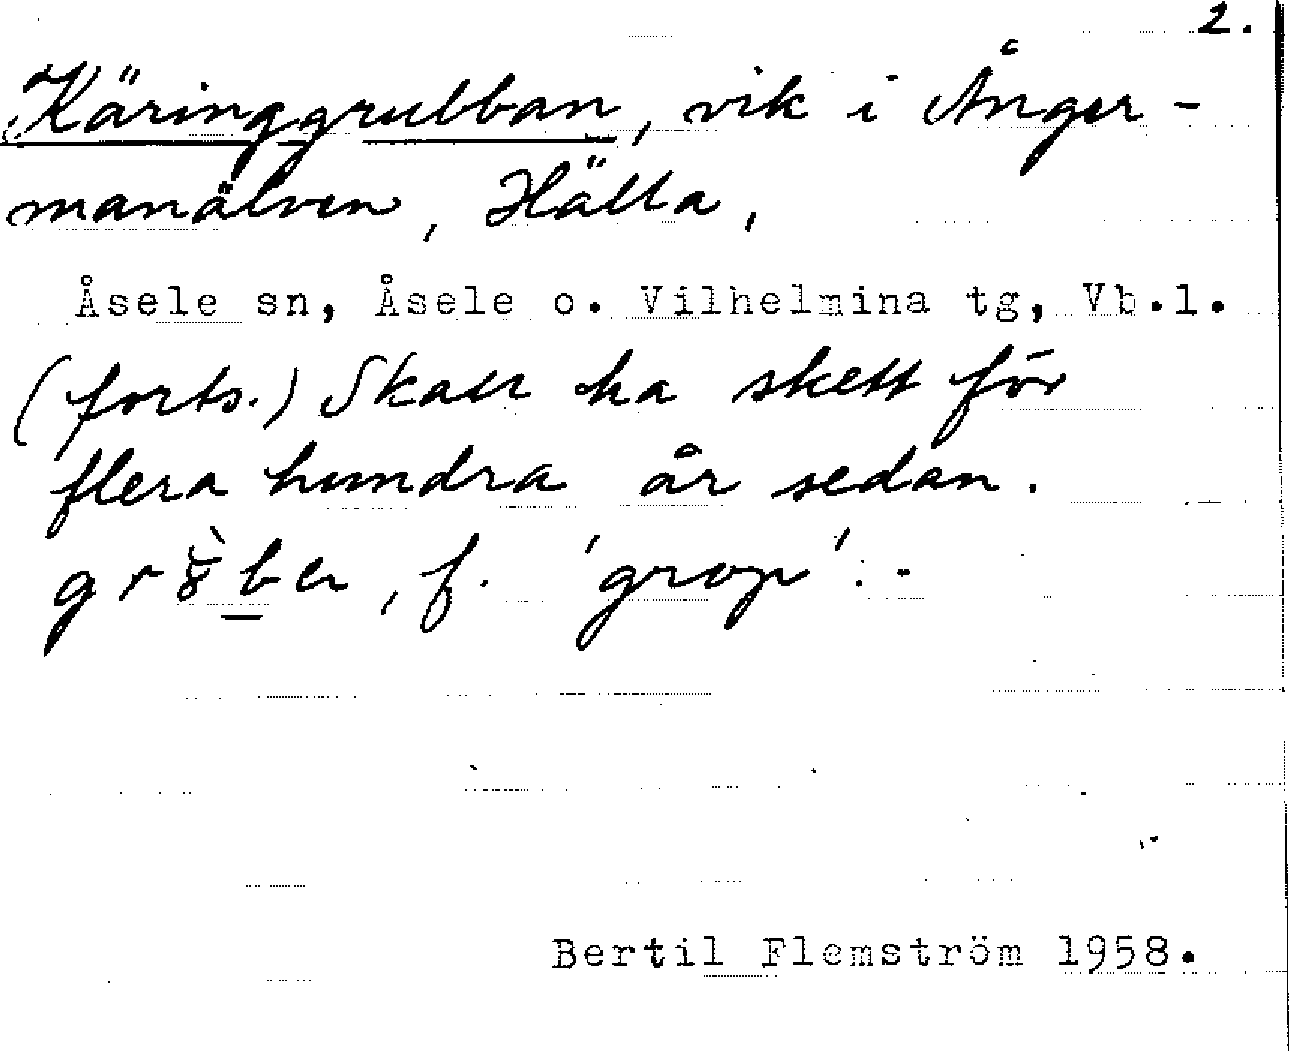 2.
Käringgrubban, vik i Ånger-
manälven, Hälla,
Åsele sn, Åsele o. Vilhelmina tg, Vb.l.
(forts.) Skall ha skett för
flera hundra år sedan.
f. 'grop'.-
Bertil Flemström 1958.